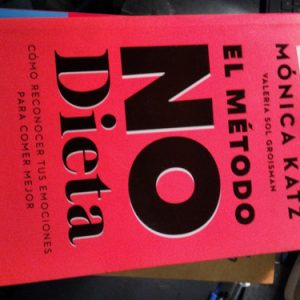 MÓNICA KATZ
VALERIA SOL GROISMAN
EL MÉTODO
NO
Dieta
CÓMO RECONOCER TUS EMOCIONES
PARA COMER MEJOR